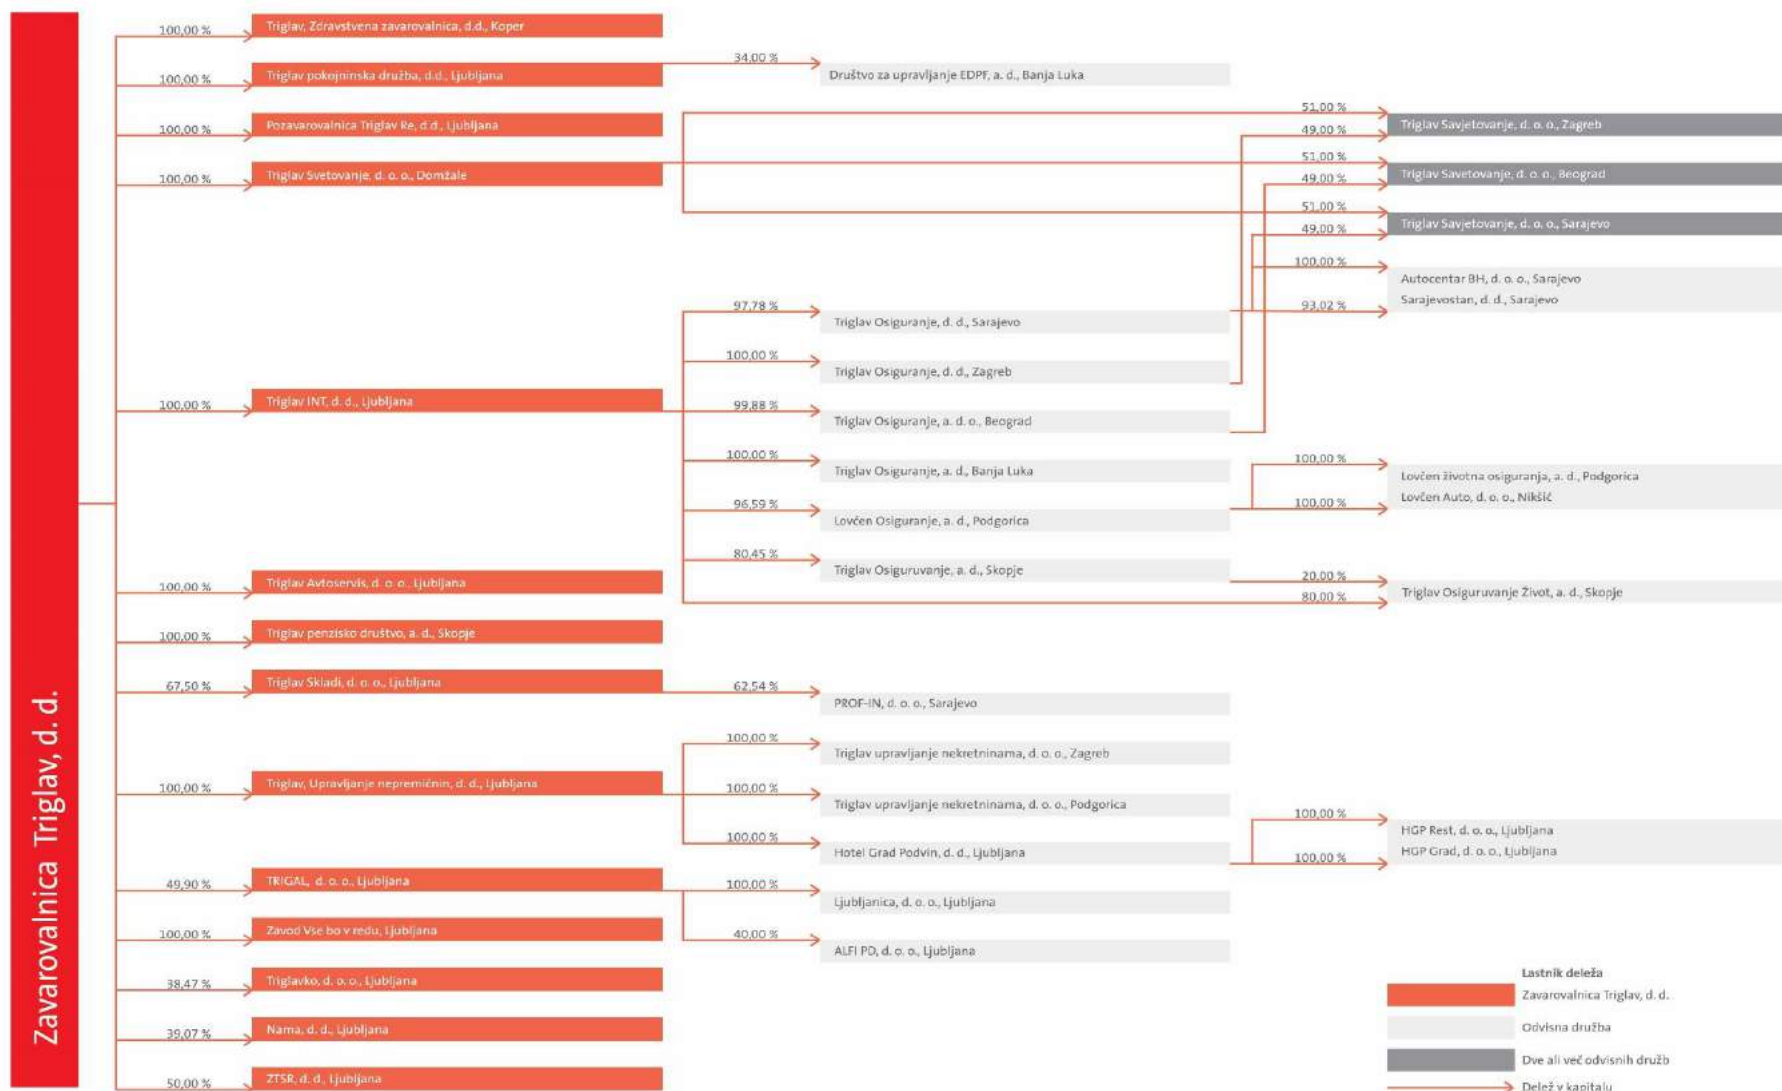 Zavarovalnica Triglav, d. d.
100,00 %
Triglav, Zdravstvena zavarovalnica, d.d., Koper
100,00 %
Triglav pokojninska družba, d.d., Ljubljana
34,00 %
Društvo za upravljanje EDPF, a. d., Banja Luka
100,00 %
Pozavarovalnica Triglav Re, d.d., Ljubljana
100,00 %
Triglav Svetovanje, d. o. o., Domžale
51,00 %
49,00 %
Triglav Savjetovanje, d. o. o., Zagreb
51,00 %
49,00 %
Triglav Savetovanje, d. o. o., Beograd
51,00 %
49,00 %
Triglav Savjetovanje, d. o. o., Sarajevo
100,00 %
93,02 %
Autocentar BH, d. o. o., Sarajevo
Sarajevostan, d. d., Sarajevo
100,00 %
Triglav INT, d. d., Ljubljana
97,78 %
Triglav Osiguranje, d. d., Sarajevo
100,00 %
Triglav Osiguranje, d. d., Zagreb
99,88 %
Triglav Osiguranje, a. d. o., Beograd
100,00 %
Triglav Osiguranje, a. d., Banja Luka
96,59 %
Lovćen Osiguranje, a. d., Podgorica
100,00 %
100,00 %
Lovćen životna osiguranja, a. d., Podgorica
Lovćen Auto, d. o. o., Nikšić
80,45 %
Triglav Osiguruvanje, a. d., Skopje
20,00 %
80,00 %
Triglav Osiguruvanje Život, a. d., Skopje
100,00 %
Triglav Avtoservis, d. o. o., Ljubljana
100,00 %
Triglav penzisko društvo, a. d., Skopje
67,50 %
Triglav Skladi, d. o. o., Ljubljana
62,54 %
PROF-IN, d. o. o., Sarajevo
100,00 %
Triglav, Upravljanje nepremičnin, d. d., Ljubljana
100,00 %
Triglav upravljanje nekretninama, d. o. o., Zagreb
100,00 %
Triglav upravljanje nekretninama, d. o. o., Podgorica
100,00 %
Hotel Grad Podvin, d. d., Ljubljana
100,00 %
100,00 %
HGP Rest, d. o. o., Ljubljana
HGP Grad, d. o. o., Ljubljana
49,90 %
TRIGAL, d. o. o., Ljubljana
100,00 %
Ljubljanica, d. o. o., Ljubljana
40,00 %
ALFI PD, d. o. o., Ljubljana
100,00 %
Zavod Vse bo v redu, Ljubljana
38,47 %
Triglavko, d. o. o., Ljubljana
39,07 %
Nama, d. d., Ljubljana
50,00 %
ZTSR, d. d., Ljubljana
Lastnik deleža
Zavarovalnica Triglav, d. d.
Odvisna družba
Dve ali več odvisnih družb
Delež v kapitalu